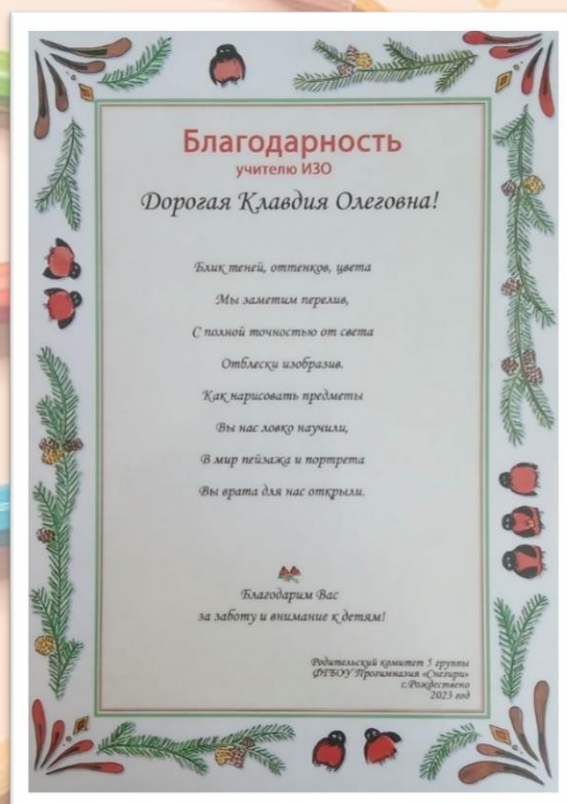 Благодарность
учителю ИЗО
Дорогая Клавдия Олеговна!
Блик теней, оттенков, цвета
Мы заметим перелив,
С полной точностью от света
Отблески изобразив.
Как нарисовать предметы
Вы нас ловко научили,
В мир пейзажа и портрета
Вы врата для нас открыли.
Благодарим Вас
за заботу и внимание к детям!
Родительский комитет 5 группы
ФГБОУ Прогимназия «Снегири»
с.Рождествено
2023 год